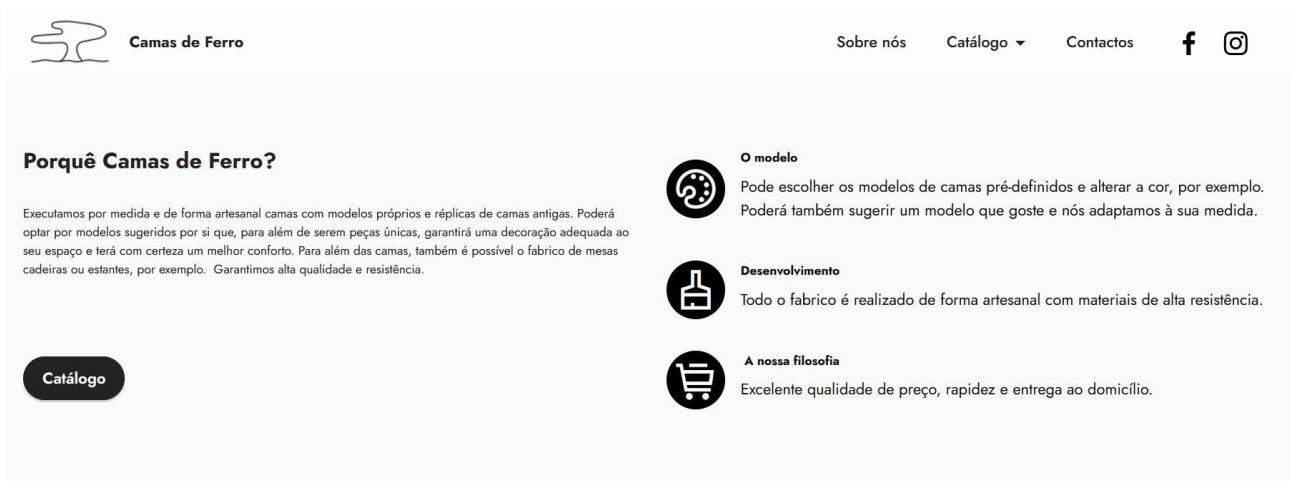 Camas de Ferro
Sobre nós
Catálogo
Contactos
Porquê Camas de Ferro?
Executamos por medida e de forma artesanal camas com modelos próprios e réplicas de camas antigas. Poderá
optar por modelos sugeridos por si que, para além de serem peças únicas, garantirá uma decoração adequada ao
seu espaço e terá com certeza um melhor conforto. Para além das camas, também é possível o fabrico de mesas
cadeiras ou estantes, por exemplo.  Garantimos alta qualidade e resistência.
Catálogo
O modelo
Pode escolher os modelos de camas pré-definidos e alterar a cor, por exemplo.
Poderá também sugerir um modelo que goste e nós adaptamos à sua medida.
Desenvolvimento
Todo o fabrico é realizado de forma artesanal com materiais de alta resistência.
A nossa filosofia
Excelente qualidade de preço, rapidez e entrega ao domicílio.